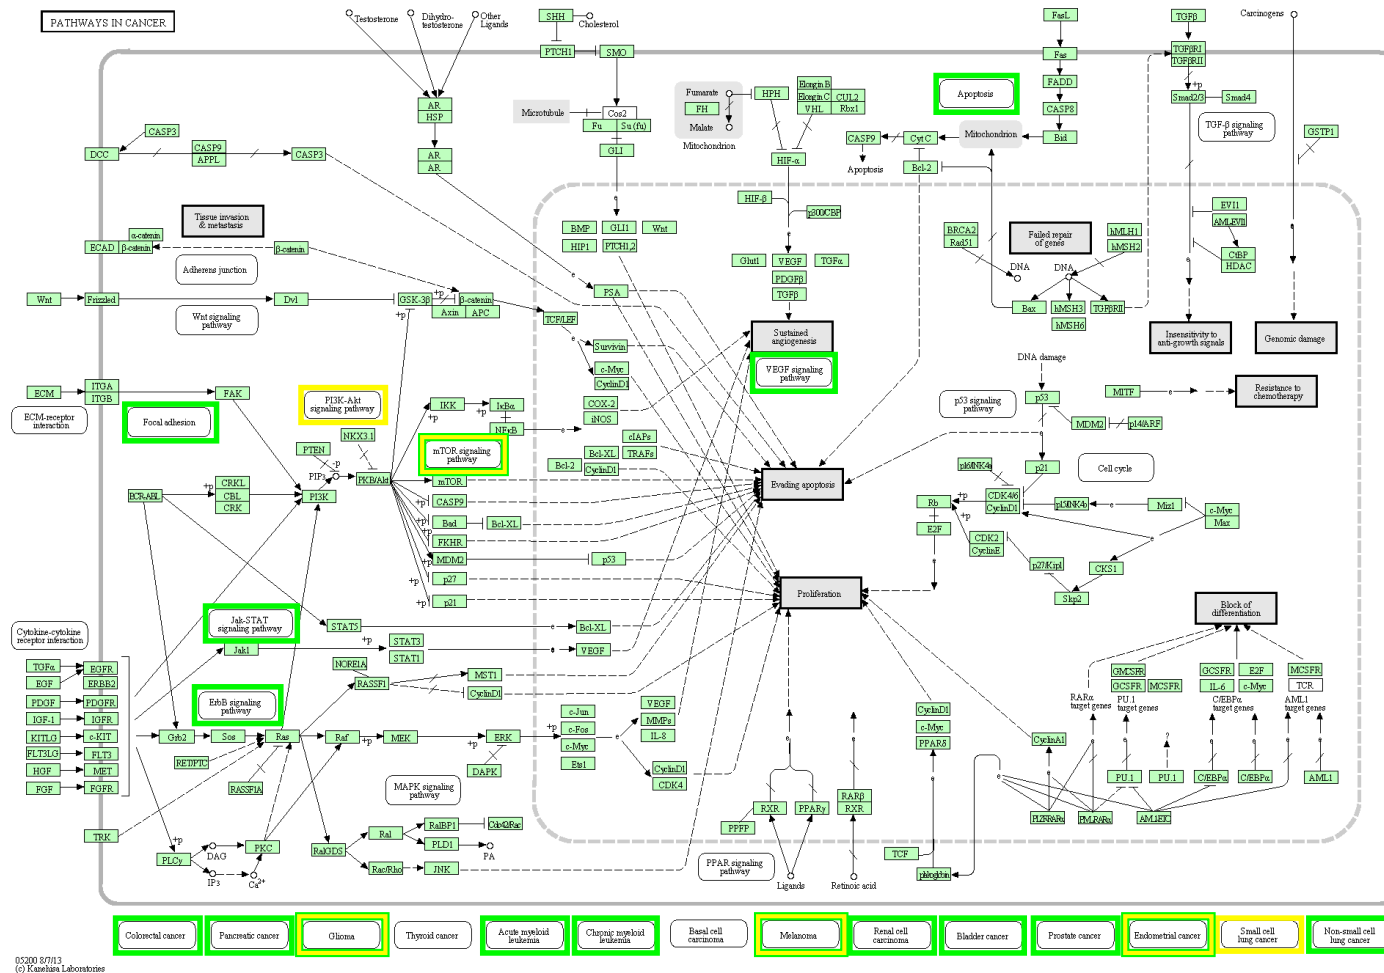 PATHWAYS IN CANCER
Testosterone
Dihydro-
testosterone
Other
Ligands
SHH
Cholesterol
PTCH1
SMO
FasL
Fas
FADD
CASP8
Bid
TGFβ
TGFβRI
TGFβRII
Smad2/3
Smad4
TGF-β signaling
pathway
Carcinogens
GSTP1
AR
HSP
AR
AR
Microtubule
Cos2
Fu
Su (fu)
GLI
Fumarate
FH
Malate
Mitochondrion
HPH
Elongin B
Elongin C
CUL2
VHL
Rbx1
HIF-α
Apoptosis
CASP9
CytC
Mitochondrion
Apoptosis
Bcl-2
CASP3
DCC
CASP9
APPL
CASP3
Tissue invasion
& metastasis
α-catenin
ECAD
β-catenin
β-catenin
Adherens junction
HIF-β
p300/CBP
BMP
GLI1
Wnt
HIP1
PTCH1,2
Glut1
VEGF
TGFα
PDGFβ
TGFβ
BRCA2
Rad51
DNA
Failed repair
of genes
hMLH1
hMSH2
DNA
Bax
hMSH3
TGFβRII
hMSH6
EVI1
AML-EVI1
CtBP
HDAC
Wnt
Frizzled
Dvl
GSK-3β
β-catenin
Axin
APC
Wnt signaling
pathway
TCF/LEF
PSA
Survivin
c-Myc
CyclinD1
Sustained
angiogenesis
VEGF signaling
pathway
Insensitivity to
anti-growth signals
Genomic damage
DNA damage
p53 signaling
pathway
p53
MDM2
p14/ARF
MITF
Resistance to
chemotherapy
ECM
ITGA
ITGB
FAK
ECM-receptor
interaction
Focal adhesion
PI3K-Akt
signaling pathway
IKK
IκBα
NFκB
COX-2
iNOS
NKX3.1
PTEN
PIP3
PKB/Akt
mTOR signaling
pathway
mTOR
cIAPs
Bcl-XL
TRAFs
Bcl-2
CyclinD1
Evading apoptosis
p21
Cell cycle
p16/INK4a
CDK4/6
CyclinD1
p15/INK4b
Miz1
c-Myc
Max
Rb
E2F
CDK2
CyclinE
p27/Kip1
CKS1
Skp2
BCR-ABL
CRKL
CBL
CRK
PI3K
CASP9
Bad
Bcl-XL
FKHR
MDM2
p53
p27
p21
Proliferation
Block of
differentiation
Jak-STAT
signaling pathway
Cytokine-cytokine
receptor interaction
STAT5
Bcl-XL
Jak1
STAT3
STAT1
VEGF
TGFα
EGFR
EGF
ERBB2
PDGF
PDGFR
IGF-1
IGFR
KITLG
c-KIT
FLT3LG
FLT3
HGF
MET
FGF
FGFR
TRK
NORE1A
RASSF1
MST1
CyclinD1
ErbB signaling
pathway
Grb2
Sos
Ras
Raf
MEK
ERK
DAPK
RET/PTC
RASSF1A
MAPK signaling
pathway
c-Jun
c-Fos
c-Myc
Ets1
VEGF
MMPs
IL-8
CyclinD1
CDK4
CyclinD1
c-Myc
PPARδ
CyclinA1
RARα
target genes
GM-CSFR
GCSFR
MCSFR
PU.1
target genes
GCSFR
E2F
IL-6
c-Myc
C/EBPα
target genes
MCSFR
TCR
AML1
target genes
?
PU.1
PU.1
C/EBPα
C/EBPα
AML1
PLZF-RARα
PML-RARα
AML1-ETO
PLCγ
DAG
IP3
Ca2+
PKC
RalGDS
Ral
RalBP1
Cdc42/Rac
PLD1
PA
Rac/Rho
JNK
PPFP
RXR
PPARγ
RARβ
RXR
PPAR signaling
pathway
Ligands
Retinoic acid
TCF
Colorectal cancer
Pancreatic cancer
Glioma
Thyroid cancer
Acute myeloid
leukemia
Chronic myeloid
leukemia
Basal cell
carcinoma
Melanoma
Renal cell
carcinoma
Bladder cancer
Prostate cancer
Endometrial cancer
Small cell
lung cancer
Non-small cell
lung cancer
05200 8/7/13
(c) Kanehisa Laboratories